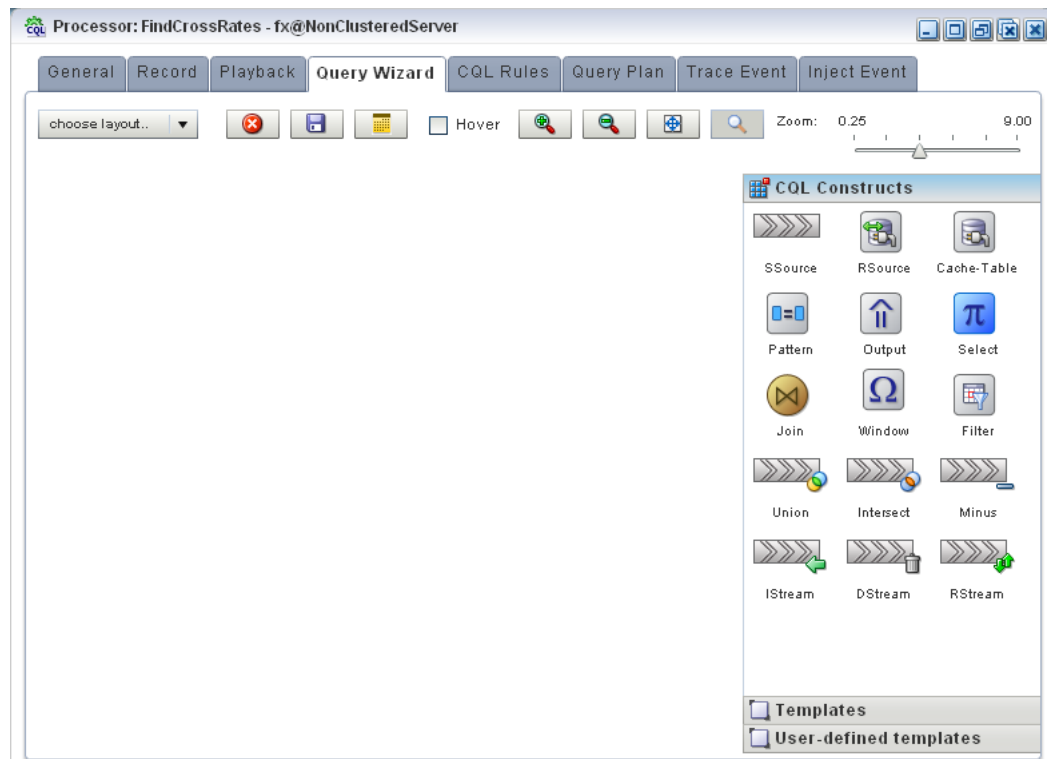 CQL Processor: FindCrossRates - fx@NonClusteredServer
General Record Playback Query Wizard CQL Rules Query Plan Trace Event Inject Event
choose layout.. Hover Zoom: 0.25 9.00
CQL Constructs
SSource RSource Cache-Table
Pattern Output Select
Join Window Filter
Union Intersect Minus
IStream DStream RStream
Templates
User-defined templates